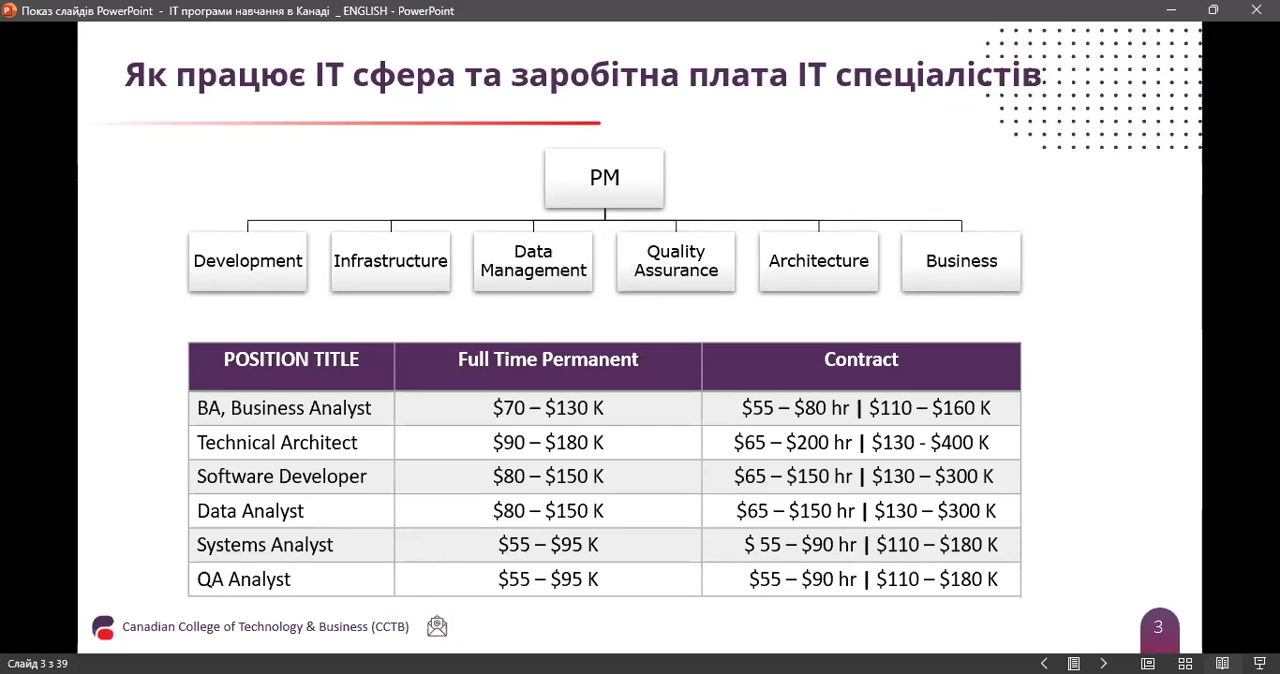 Показ слайдів PowerPoint - ІТ програми навчання в Канаді _ ENGLISH - PowerPoint
Як працює ІТ сфера та заробітна плата ІТ спеціалістів
PM
Development
Infrastructure
Data
Management
Quality
Assurance
Architecture
Business
POSITION TITLE Full Time Permanent Contract
BA, Business Analyst $70 – $130 K $55 – $80 hr | $110 – $160 K
Technical Architect $90 – $180 K $65 – $200 hr | $130 - $400 K
Software Developer $80 – $150 K $65 – $150 hr | $130 – $300 K
Data Analyst $80 – $150 K $65 – $150 hr | $130 – $300 K
Systems Analyst $55 – $95 K $ 55 – $90 hr | $110 – $180 K
QA Analyst $55 – $95 K $55 – $90 hr | $110 – $180 K
Canadian College of Technology & Business (CCTB)
3
Слайд 3 з 39